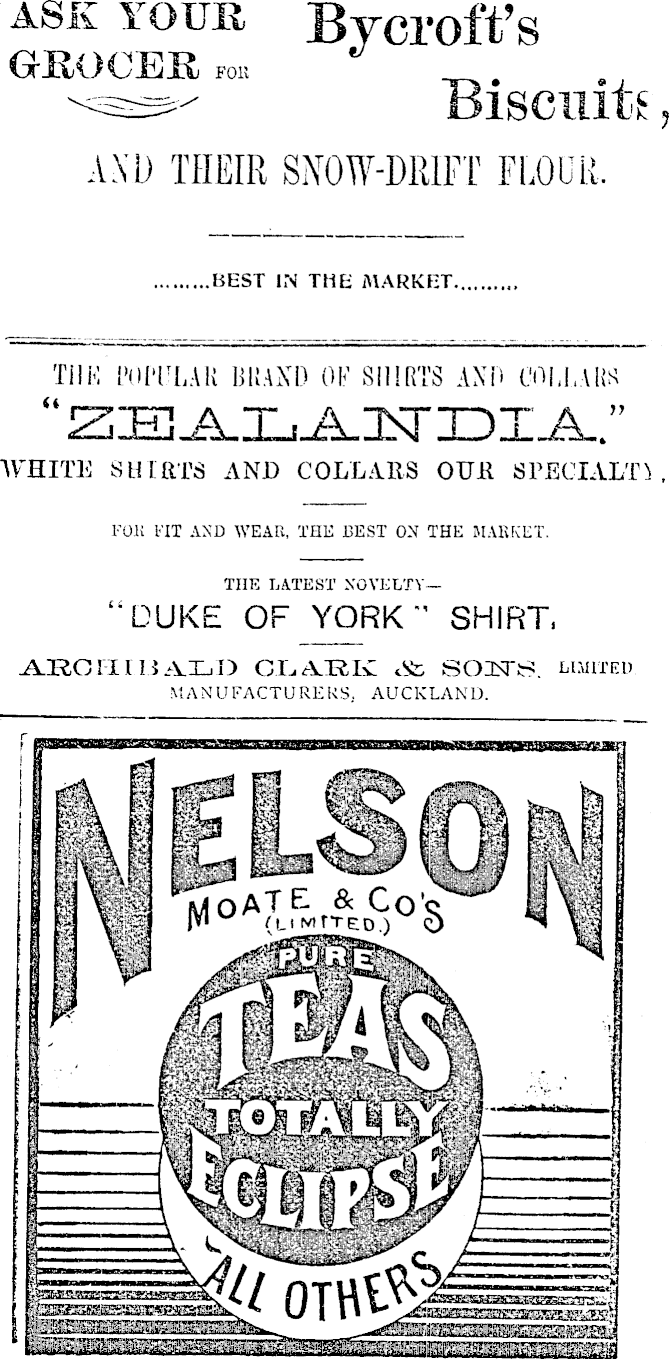 ASK YOUR
GROCER FOR
Bycroft's
Biscuits,
AND THEIR SNOW-DRIFT FLOUR.
.........BEST IN THE MARKET..........
THE POPULAR BRAND OF SHIRTS AND COLLARS
"ZEALANDIA."
WHITE SHIRTS AND COLLARS OUR SPECIALTY,
FOR FIT AND WEAR, THE BEST ON THE MARKET.
THE LATEST NOVELTY—
"DUKE OF YORK" SHIRT.
ARCHIBALD CLARK & SONS, LIMITED
MANUFACTURERS, AUCKLAND.
NELSON
MOATE & CO'S
(LIMITED.)
PURE
TEAS
TOTALLY
ECLIPSE
ALL OTHERS